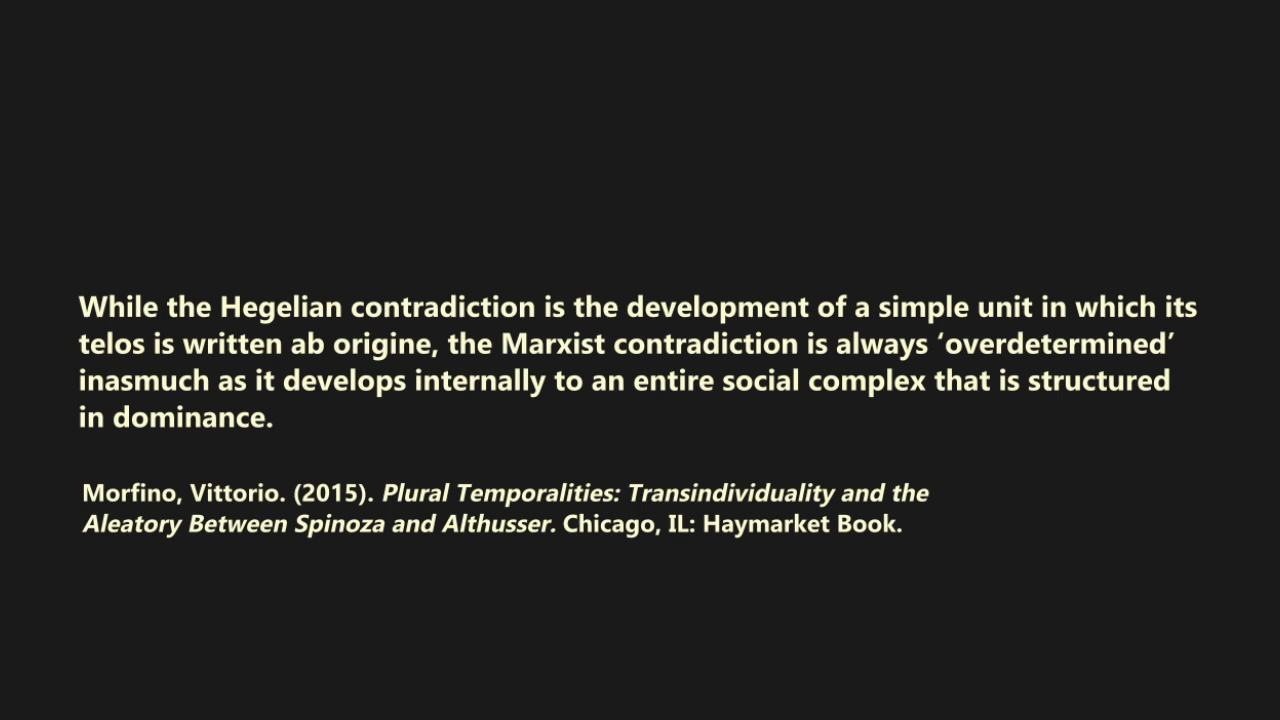 While the Hegelian contradiction is the development of a simple unit in which its
telos is written ab origine, the Marxist contradiction is always ‘overdetermined’
inasmuch as it develops internally to an entire social complex that is structured
in dominance.
Morfino, Vittorio. (2015). Plural Temporalities: Transindividuality and the
Aleatory Between Spinoza and Althusser. Chicago, IL: Haymarket Book.